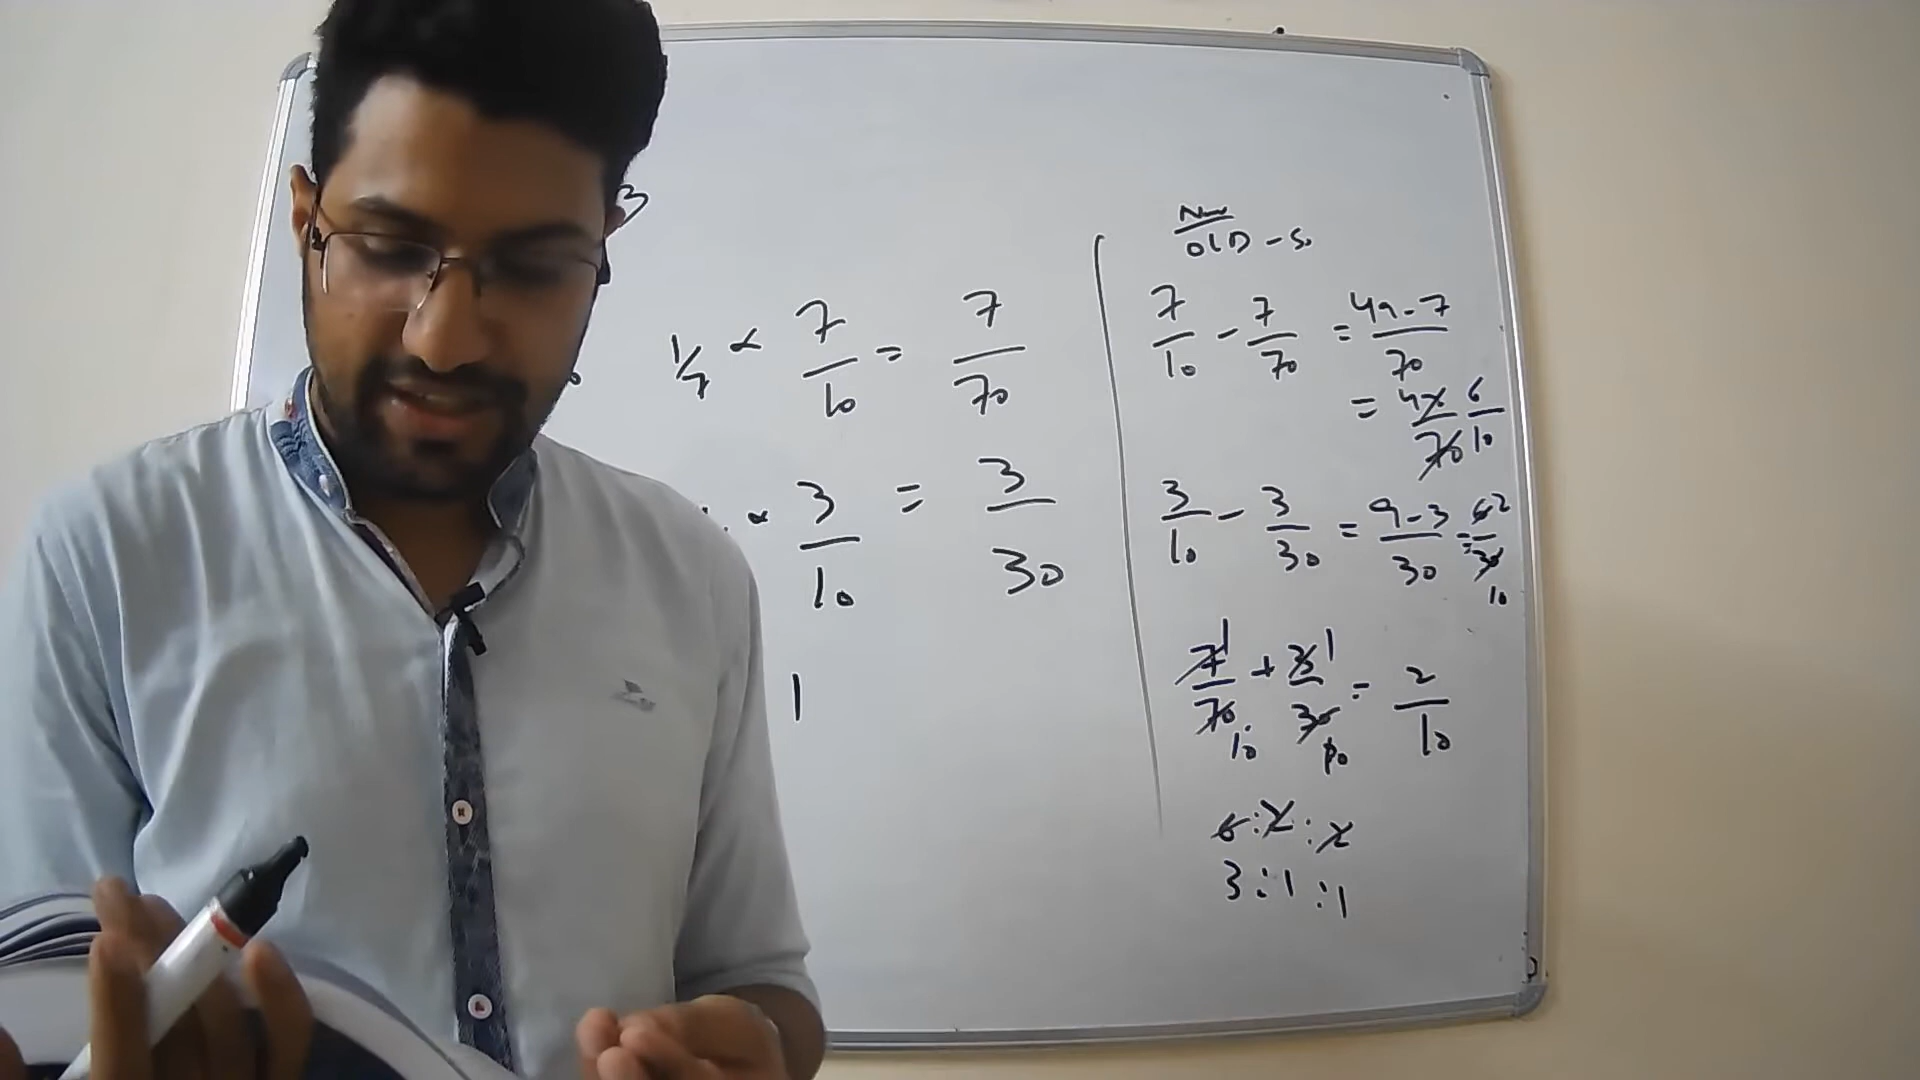 3
1/7 × 7/10 = 7/70
× 3/10 = 3/30
1
New
OLD - S.
7/10 - 7/70 = 49-7/70
= 42/70 6/10
3/10 - 3/30 = 9-3/30 = 6/30 2/10
7/70 1/10 + 3/30 1/10 = 2/10
6:2:2
3:1:1